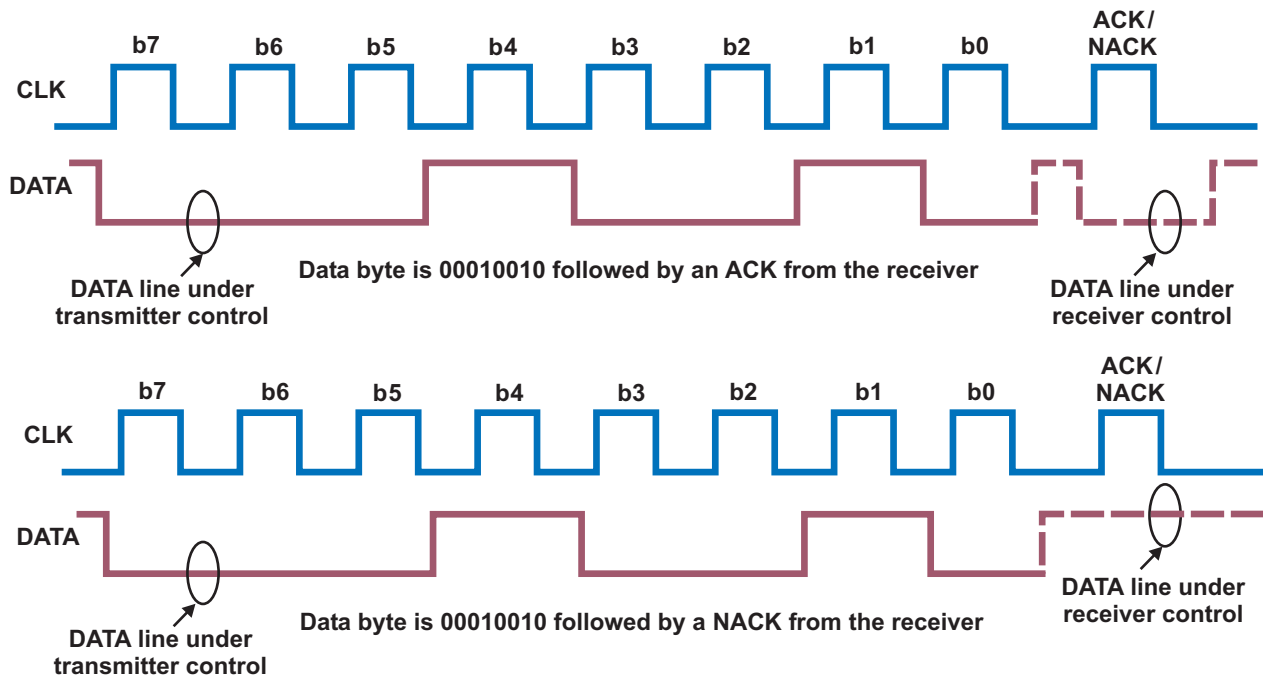 ACK/
b7 b6 b5 b4 b3 b2 b1 b0 NACK
CLK
DATA
Data byte is 00010010 followed by an ACK from the receiver
DATA line under
transmitter control
DATA line under
receiver control
ACK/
b7 b6 b5 b4 b3 b2 b1 b0 NACK
CLK
DATA
Data byte is 00010010 followed by a NACK from the receiver
DATA line under
transmitter control
DATA line under
receiver control